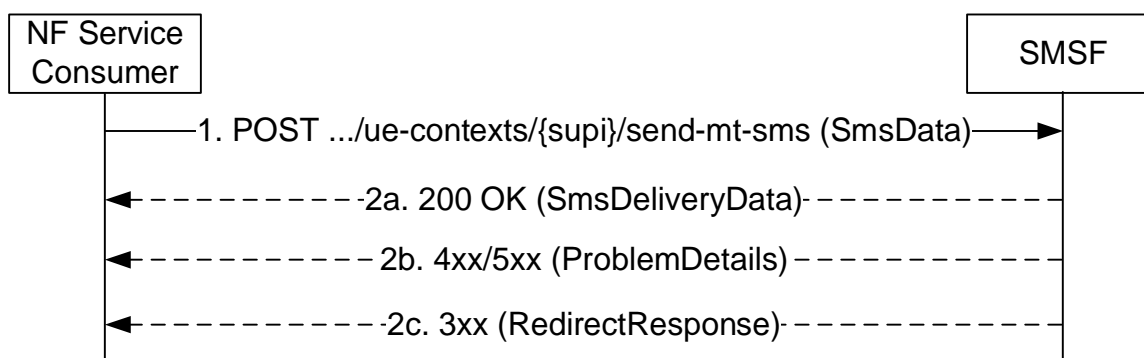 NF Service
Consumer
SMSF
1. POST .../ue-contexts/{supi}/send-mt-sms (SmsData)
2a. 200 OK (SmsDeliveryData)
2b. 4xx/5xx (ProblemDetails)
2c. 3xx (RedirectResponse)